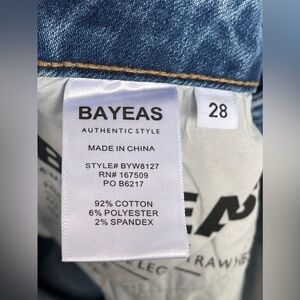 BAYEAS
AUTHENTIC STYLE
MADE IN CHINA
STYLE# BYW8127
RN# 167509
PO B6217
92% COTTON
6% POLYESTER
2% SPANDEX
28